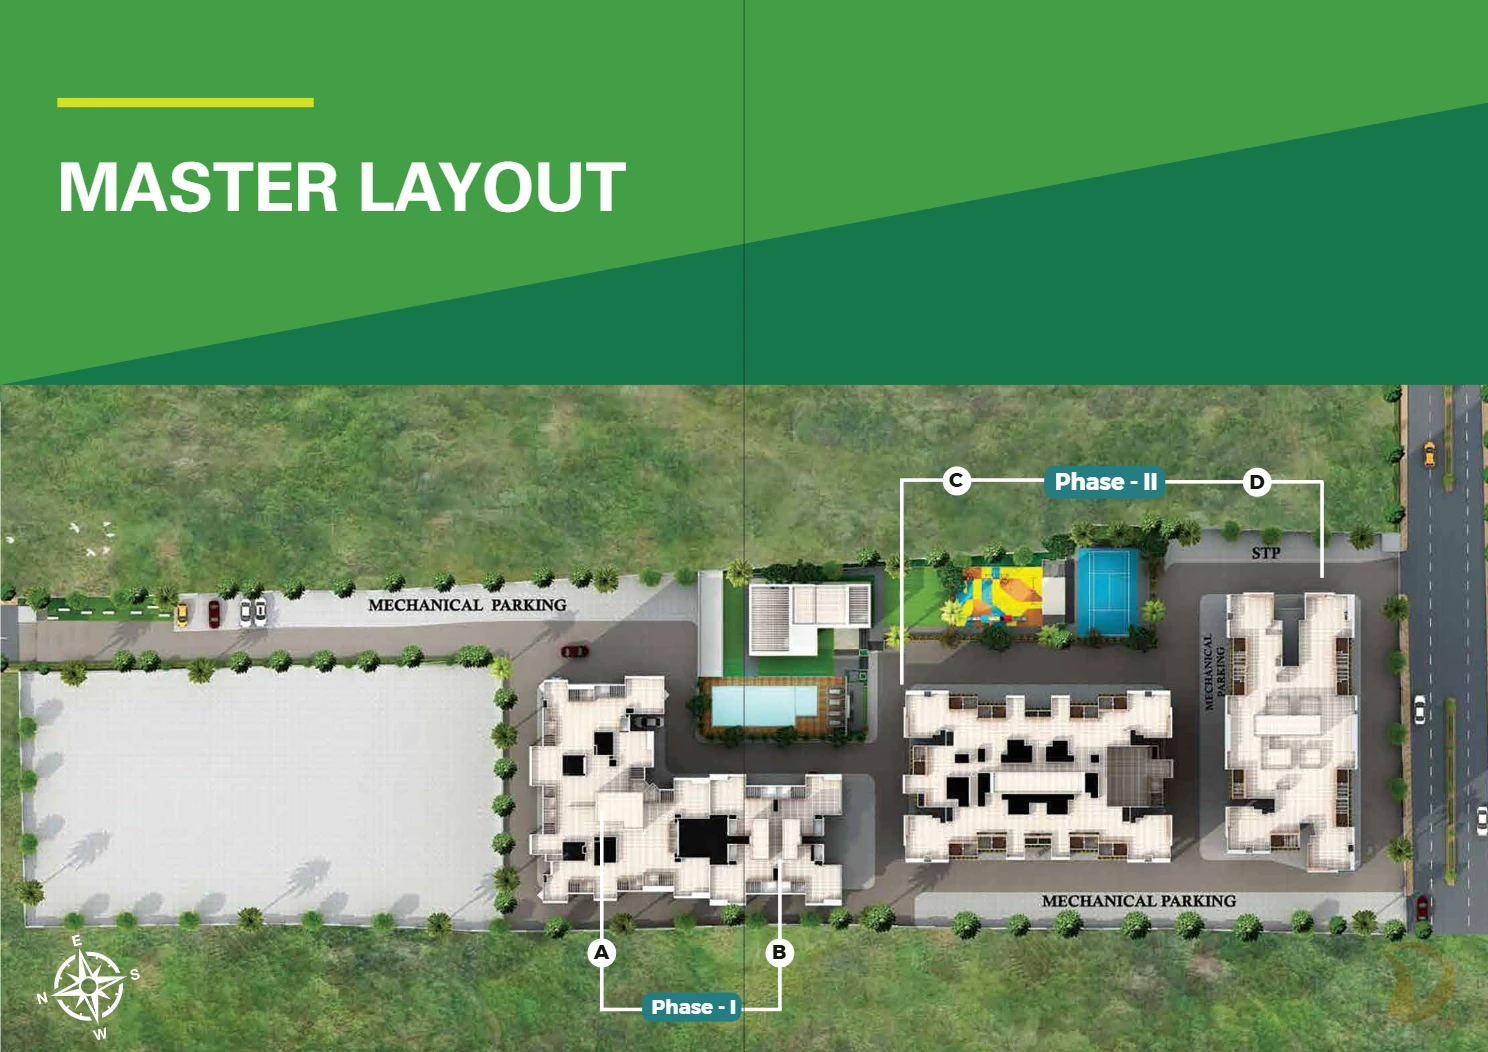 MASTER LAYOUT
C
Phase - II
D
STP
MECHANICAL PARKING
MECHANICAL
PARKING
MECHANICAL PARKING
A
B
Phase - I
E
S
N
W